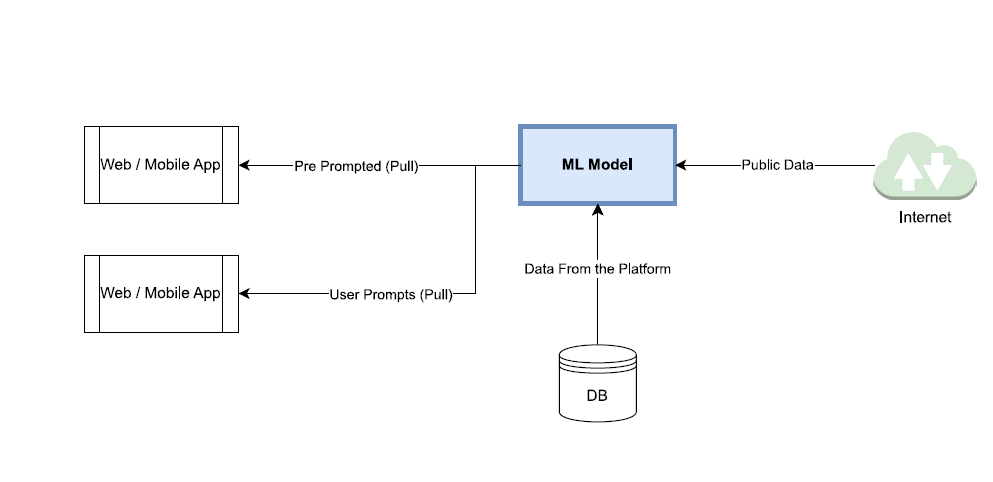 Web / Mobile App
Pre Prompted (Pull)
ML Model
Public Data
Internet
Data From the Platform
Web / Mobile App
User Prompts (Pull)
DB